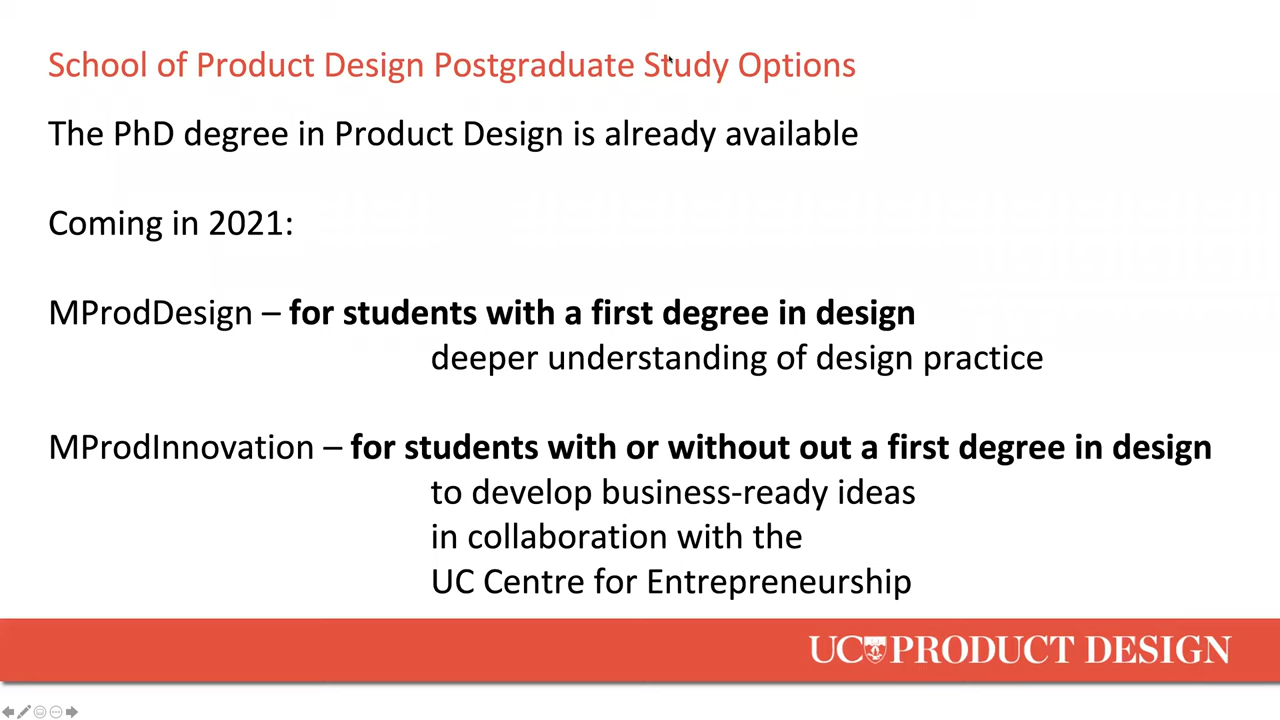 School of Product Design Postgraduate Study Options
The PhD degree in Product Design is already available
Coming in 2021:
MProdDesign – for students with a first degree in design
deeper understanding of design practice
MProdInnovation – for students with or without out a first degree in design
to develop business-ready ideas
in collaboration with the
UC Centre for Entrepreneurship
UC PRODUCT DESIGN